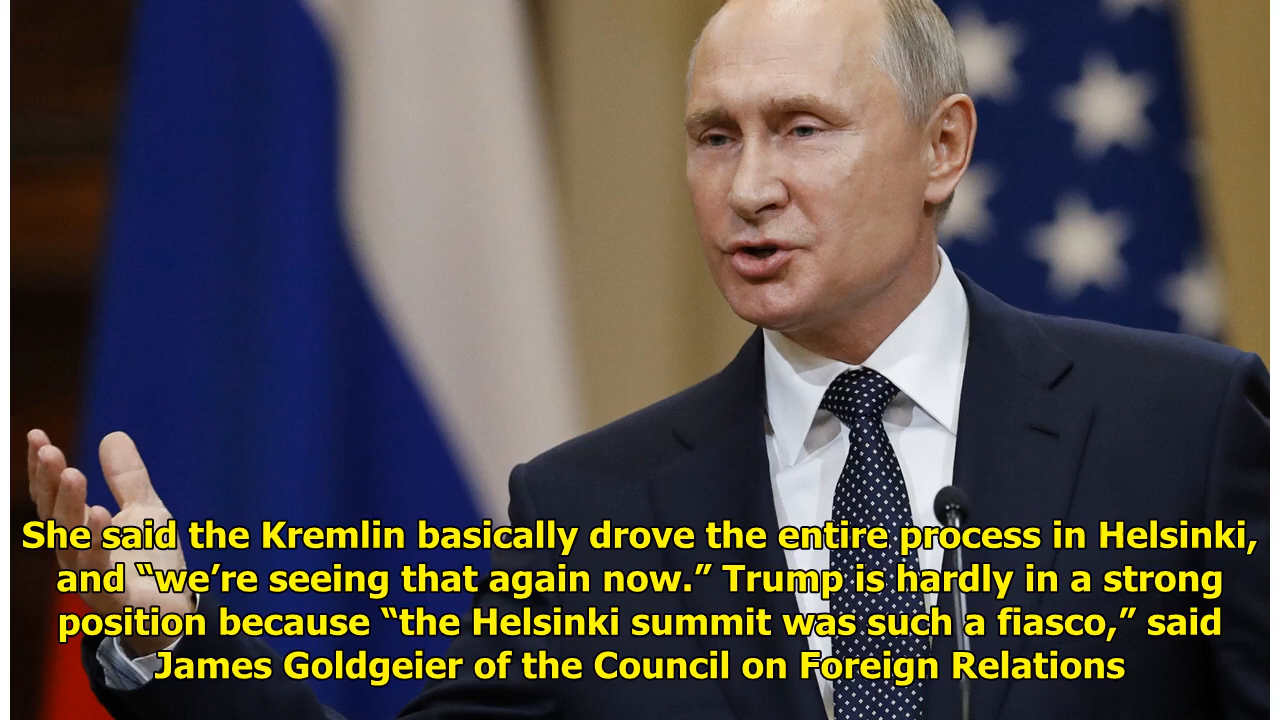 She said the Kremlin basically drove the entire process in Helsinki,
and “we’re seeing that again now.” Trump is hardly in a strong
position because “the Helsinki summit was such a fiasco,” said
James Goldgeier of the Council on Foreign Relations